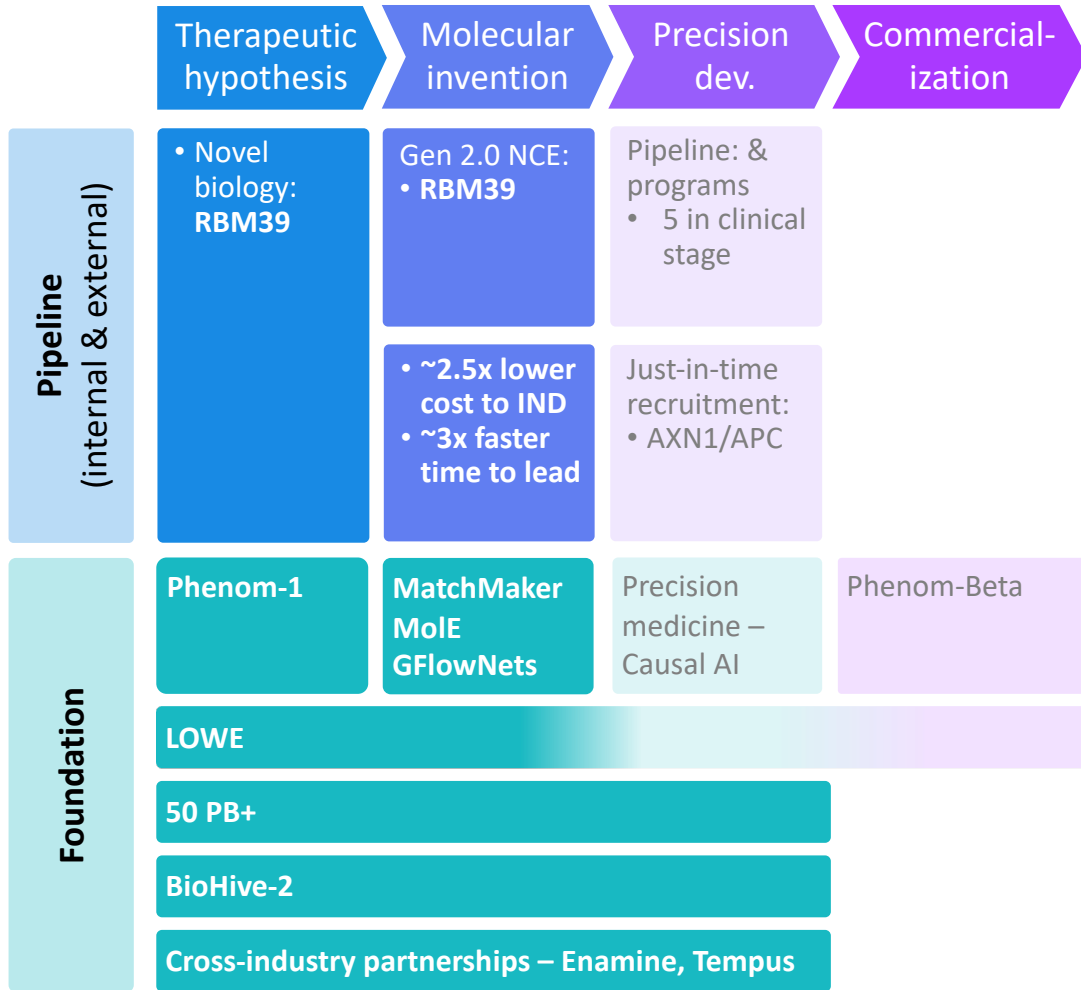 Therapeutic
hypothesis
Molecular
invention
Precision
dev.
Commercial-
ization
Pipeline
(internal & external)
• Novel
biology:
RBM39
Gen 2.0 NCE:
• RBM39
Pipeline: &
programs
• 5 in clinical
stage
• ~2.5x lower
cost to IND
• ~3x faster
time to lead
Just-in-time
recruitment:
• AXN1/APC
Foundation
Phenom-1
MatchMaker
MolE
GFlowNets
Precision
medicine –
Causal AI
Phenom-Beta
LOWE
50 PB+
BioHive-2
Cross-industry partnerships – Enamine, Tempus